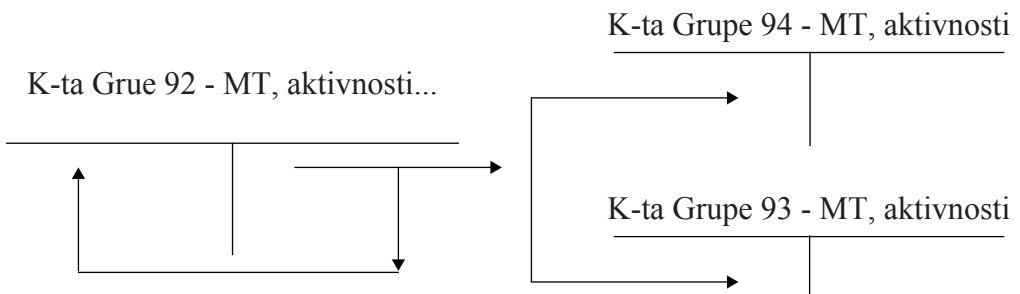 K-ta Grupe 94 - MT, aktivnosti
K-ta Grue 92 - MT, aktivnosti...
K-ta Grupe 93 - MT, aktivnosti